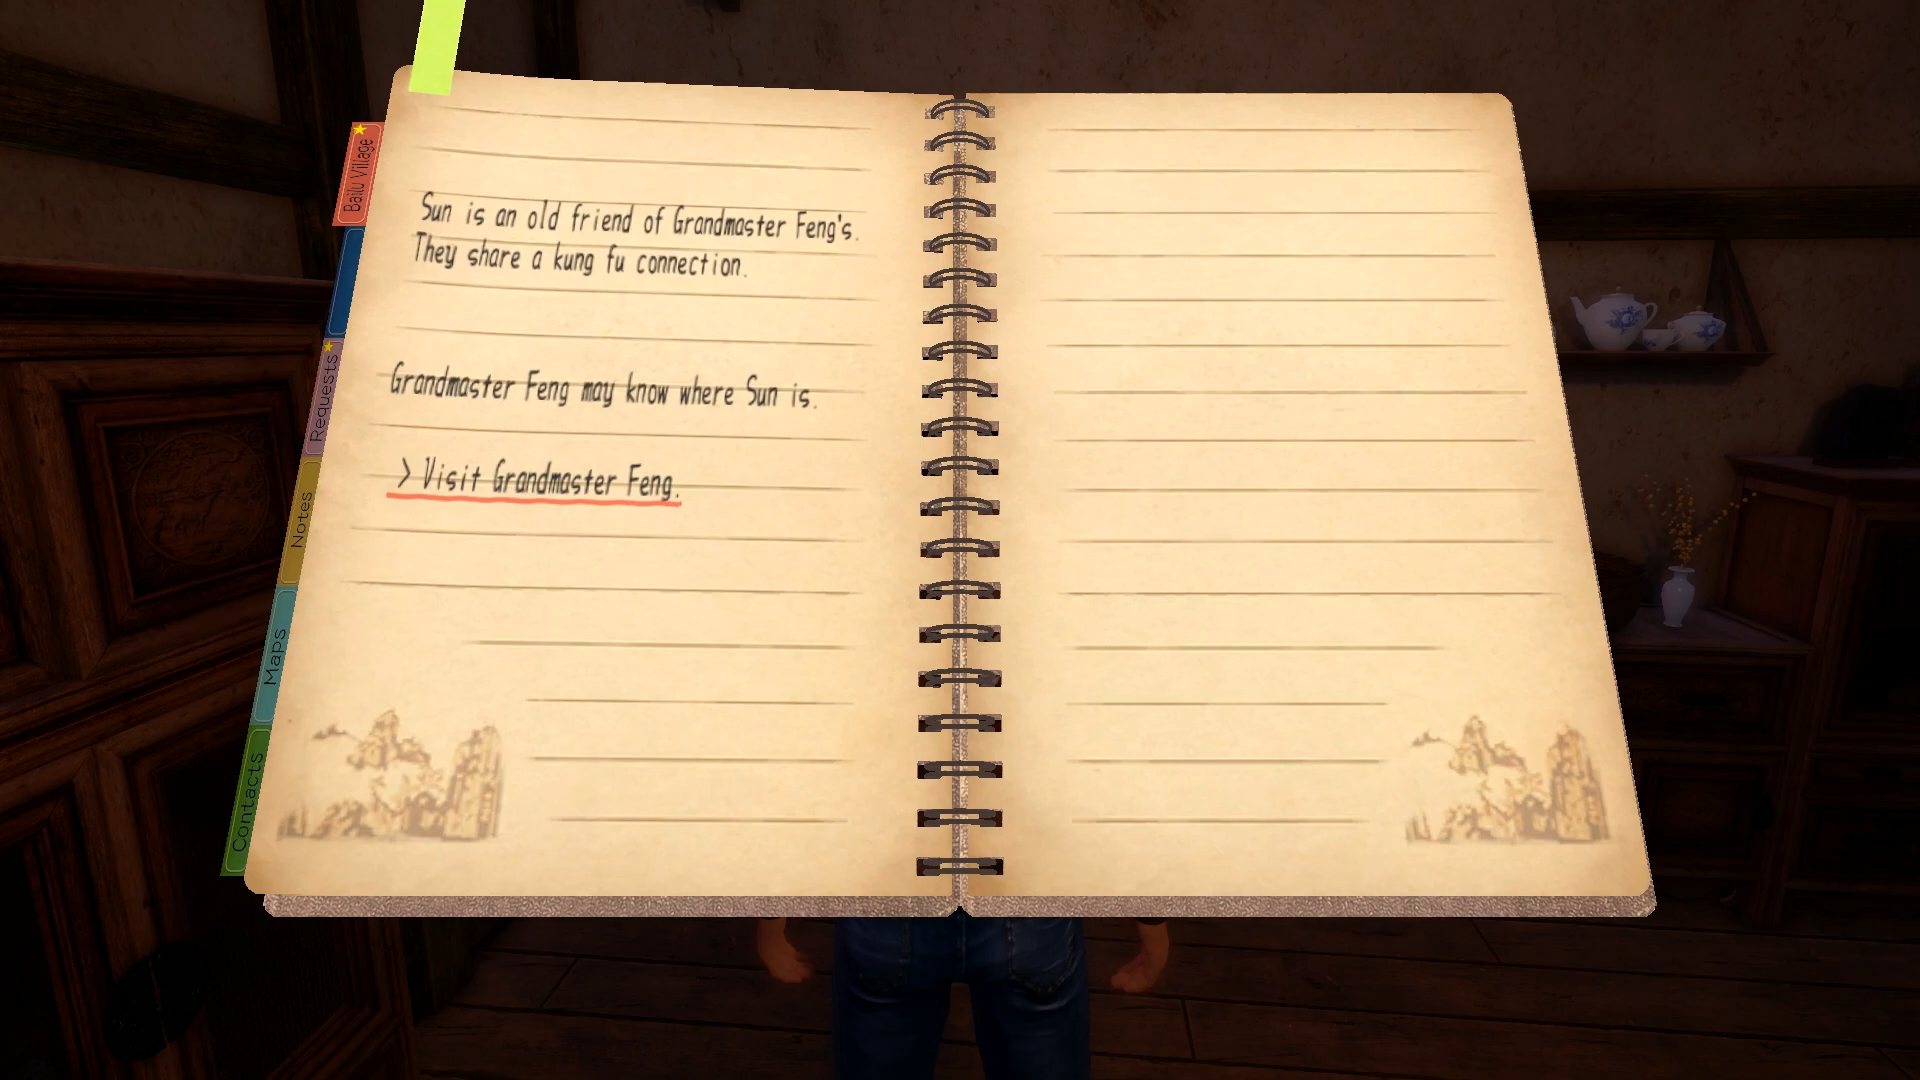 Sun is an old friend of Grandmaster Feng's.
They share a kung fu connection.
Grandmaster Feng may know where Sun is.
> Visit Grandmaster Feng.
Bailu Village
Requests
Notes
Maps
Contacts